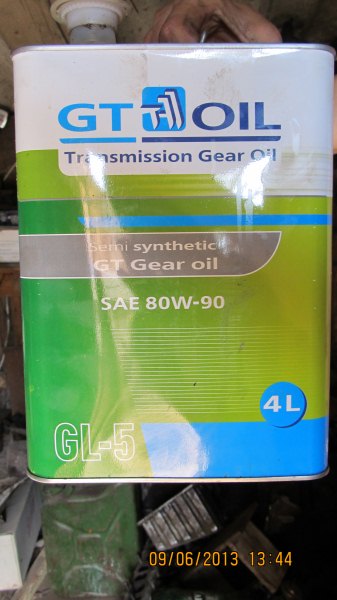 GT OIL
Transmission Gear Oil
Semi synthetic
GT Gear oil
SAE 80W-90
4L
GL-5
09/06/2013 13:44